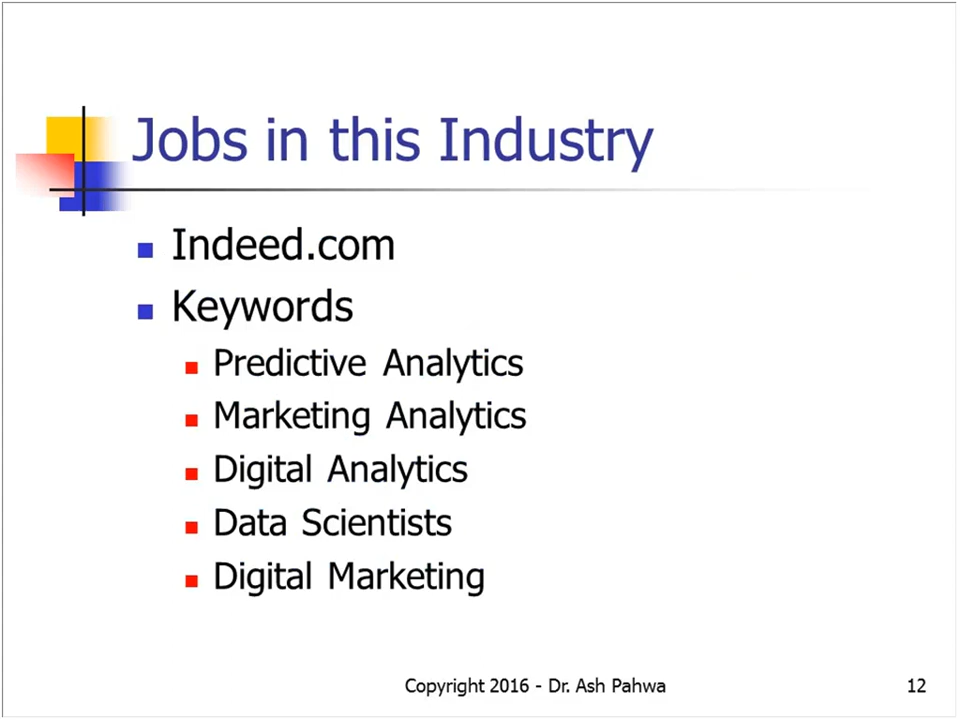 Jobs in this Industry
Indeed.com
Keywords
Predictive Analytics
Marketing Analytics
Digital Analytics
Data Scientists
Digital Marketing
Copyright 2016 - Dr. Ash Pahwa 12